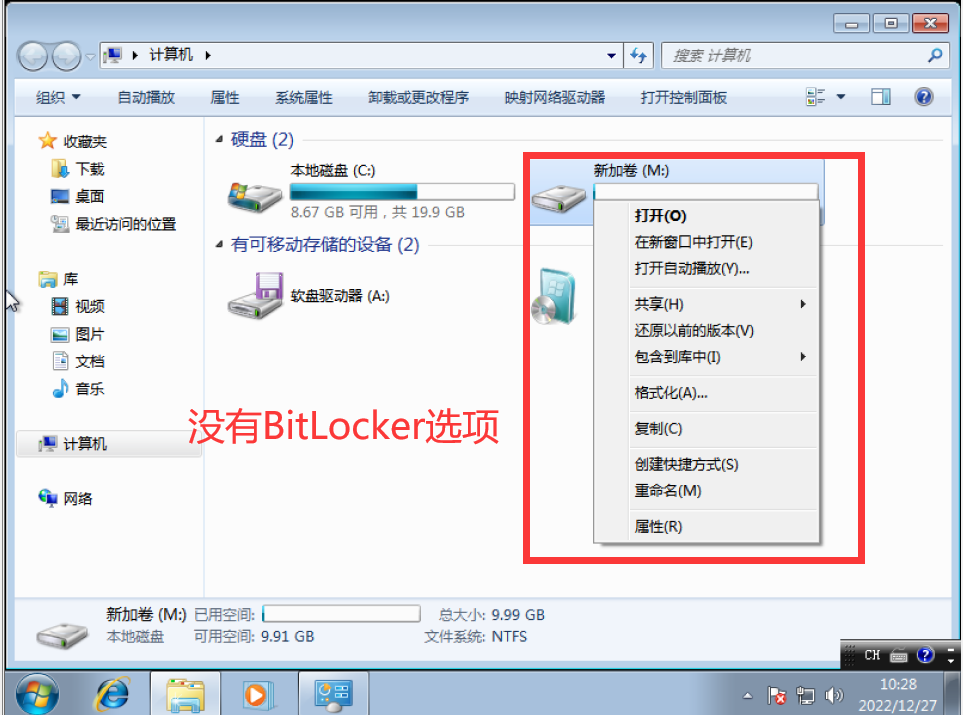 计算机
搜索 计算机
组织 自动播放 属性 系统属性 卸载或更改程序 映射网络驱动器 打开控制面板
收藏夹
下载
桌面
最近访问的位置
库
视频
图片
文档
音乐
计算机
网络
硬盘 (2)
本地磁盘 (C:)
8.67 GB 可用，共 19.9 GB
新加卷 (M:)
有可移动存储的设备 (2)
软盘驱动器 (A:)
打开(O)
在新窗口中打开(E)
打开自动播放(Y)...
共享(H)
还原以前的版本(V)
包含到库中(I)
格式化(A)...
复制(C)
创建快捷方式(S)
重命名(M)
属性(R)
没有BitLocker选项
新加卷 (M:) 已用空间: 总大小: 9.99 GB
本地磁盘 可用空间: 9.91 GB 文件系统: NTFS
CH
10:28
2022/12/27